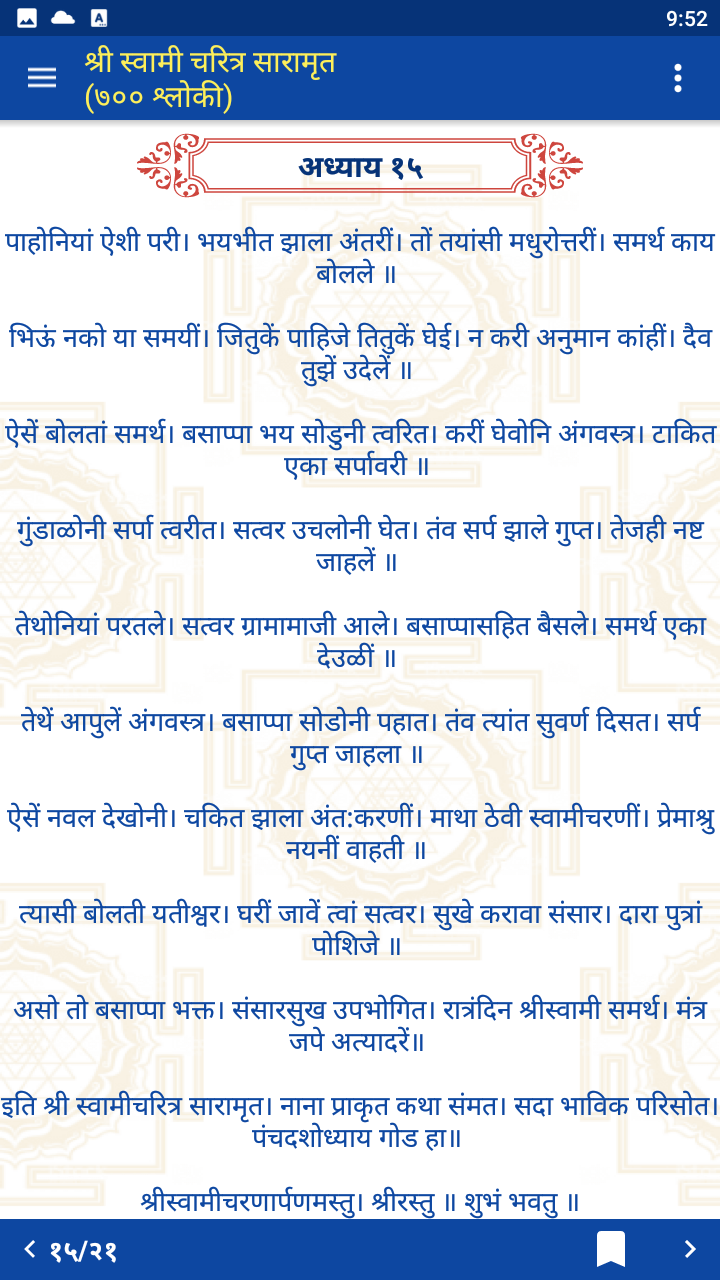 9:52
श्री स्वामी चरित्र सारामृत
(७०० श्लोकी)
अध्याय १५
पाहोनियां ऐशी परी। भयभीत झाला अंतरीं। तों तयांसी मधुरोत्तरीं। समर्थ काय
बोलले ॥
भिऊं नको या समयीं। जितुकें पाहिजे तितुकें घेई। न करी अनुमान कांहीं। दैव
तुझें उदेलें ॥
ऐसें बोलतां समर्थ। बसाप्पा भय सोडुनी त्वरित। करीं घेवोनि अंगवस्त्र। टाकित
एका सर्पावरी ॥
गुंडाळोनी सर्पा त्वरीत। सत्वर उचलोनी घेत। तंव सर्प झाले गुप्त। तेजही नष्ट
जाहलें ॥
तेथोनियां परतले। सत्वर ग्रामामाजी आले। बसाप्पासहित बैसले। समर्थ एका
देउळीं ॥
तेथें आपुलें अंगवस्त्र। बसाप्पा सोडोनी पहात। तंव त्यांत सुवर्ण दिसत। सर्प
गुप्त जाहला ॥
ऐसें नवल देखोनी। चकित झाला अंत:करणीं। माथा ठेवी स्वामीचरणीं। प्रेमाश्रु
नयनीं वाहती ॥
त्यासी बोलती यतीश्वर। घरीं जावें त्वां सत्वर। सुखे करावा संसार। दारा पुत्रां
पोशिजे ॥
असो तो बसाप्पा भक्त। संसारसुख उपभोगित। रात्रंदिन श्रीस्वामी समर्थ। मंत्र
जपे अत्यादरें॥
इति श्री स्वामीचरित्र सारामृत। नाना प्राकृत कथा संमत। सदा भाविक परिसोत।
पंचदशोध्याय गोड हा॥
श्रीस्वामीचरणार्पणमस्तु। श्रीरस्तु ॥ शुभं भवतु ॥
१५/२१